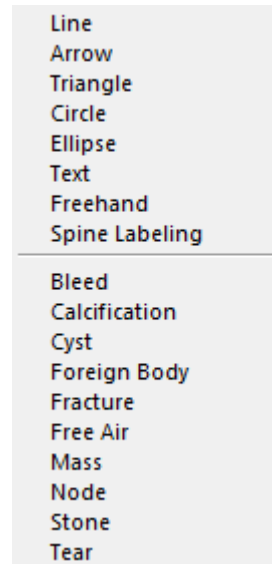 Line
Arrow
Triangle
Circle
Ellipse
Text
Freehand
Spine Labeling
Bleed
Calcification
Cyst
Foreign Body
Fracture
Free Air
Mass
Node
Stone
Tear